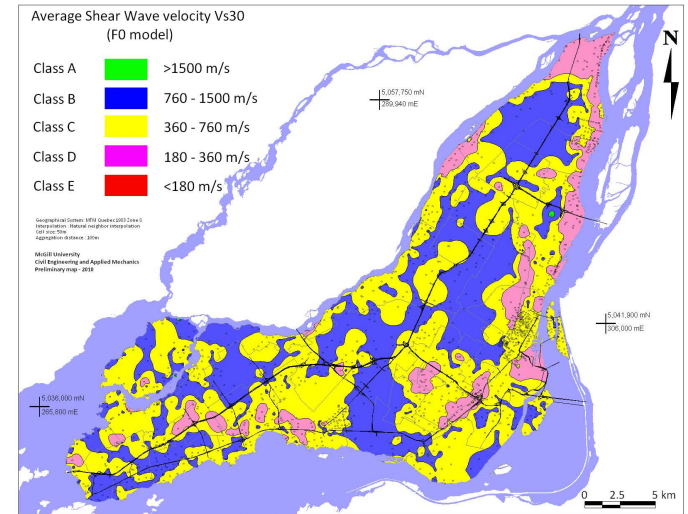 Average Shear Wave velocity Vs30
(F0 model)
Class A >1500 m/s
Class B 760 - 1500 m/s
Class C 360 - 760 m/s
Class D 180 - 360 m/s
Class E <180 m/s
Geographical System: MTM Quebec 1983 Zone 8
Interpolation : Natural neighbor interpolation
Cell size: 50m
Aggregation distance : 100m
McGill University
Civil Engineering and Applied Mechanics
Preliminary map - 2010
N
5,057,750 mN
289,940 mE
5,041,900 mN
306,000 mE
5,036,000 mN
265,600 mE
0 2.5 5 km